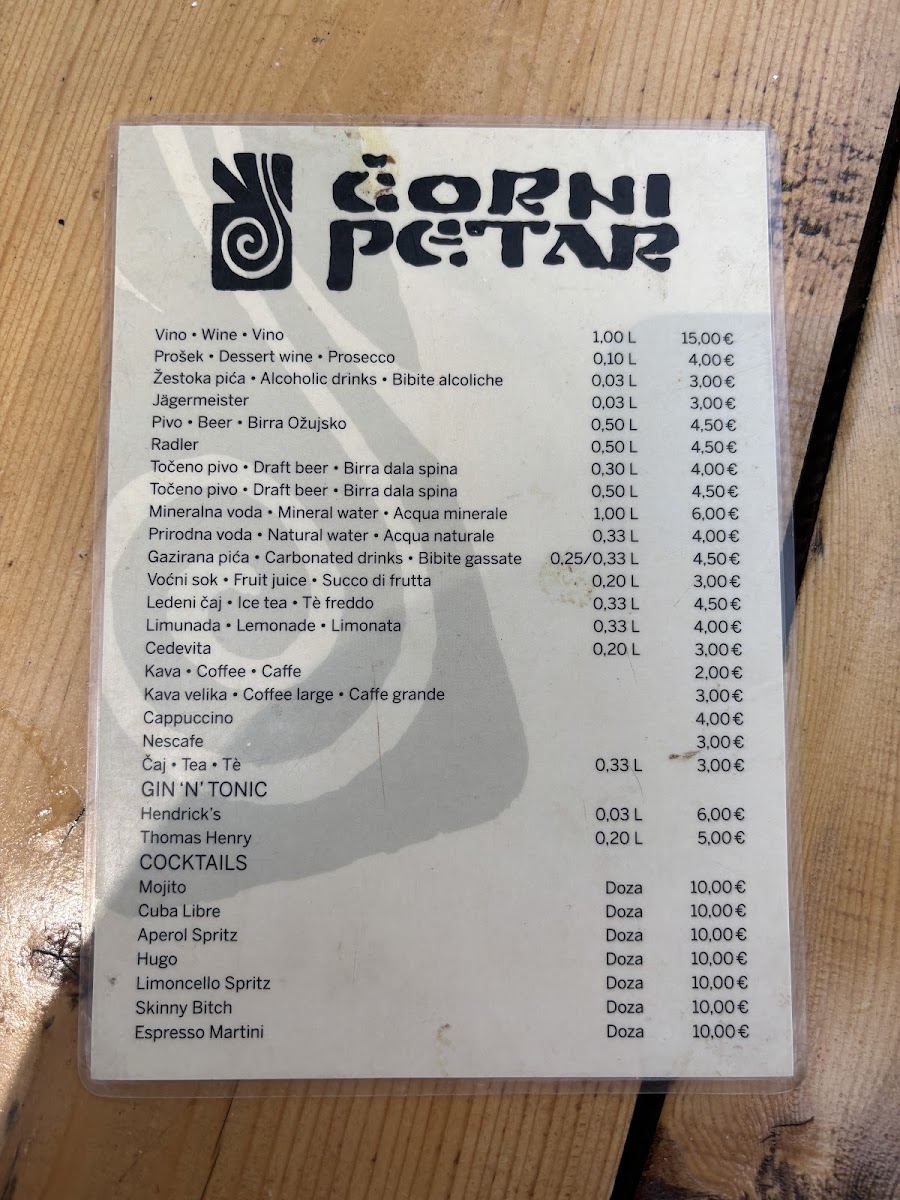 ČORNI
PETAR
Vino • Wine • Vino 1,00 L 15,00 €
Prošek • Dessert wine • Prosecco 0,10 L 4,00 €
Žestoka pića • Alcoholic drinks • Bibite alcoliche 0,03 L 3,00 €
Jägermeister 0,03 L 3,00 €
Pivo • Beer • Birra Ožujsko 0,50 L 4,50 €
Radler 0,50 L 4,50 €
Točeno pivo • Draft beer • Birra dala spina 0,30 L 4,00 €
Točeno pivo • Draft beer • Birra dala spina 0,50 L 4,50 €
Mineralna voda • Mineral water • Acqua minerale 1,00 L 6,00 €
Prirodna voda • Natural water • Acqua naturale 0,33 L 4,00 €
Gazirana pića • Carbonated drinks • Bibite gassate 0,25/0,33 L 4,50 €
Voćni sok • Fruit juice • Succo di frutta 0,20 L 3,00 €
Ledeni čaj • Ice tea • Tè freddo 0,33 L 4,50 €
Limunada • Lemonade • Limonata 0,33 L 4,00 €
Cedevita 0,20 L 3,00 €
Kava • Coffee • Caffe 2,00 €
Kava velika • Coffee large • Caffe grande 3,00 €
Cappuccino 4,00 €
Nescafe 3,00 €
Čaj • Tea • Tè 0,33 L 3,00 €
GIN 'N' TONIC
Hendrick's 0,03 L 6,00 €
Thomas Henry 0,20 L 5,00 €
COCKTAILS
Mojito Doza 10,00 €
Cuba Libre Doza 10,00 €
Aperol Spritz Doza 10,00 €
Hugo Doza 10,00 €
Limoncello Spritz Doza 10,00 €
Skinny Bitch Doza 10,00 €
Espresso Martini Doza 10,00 €